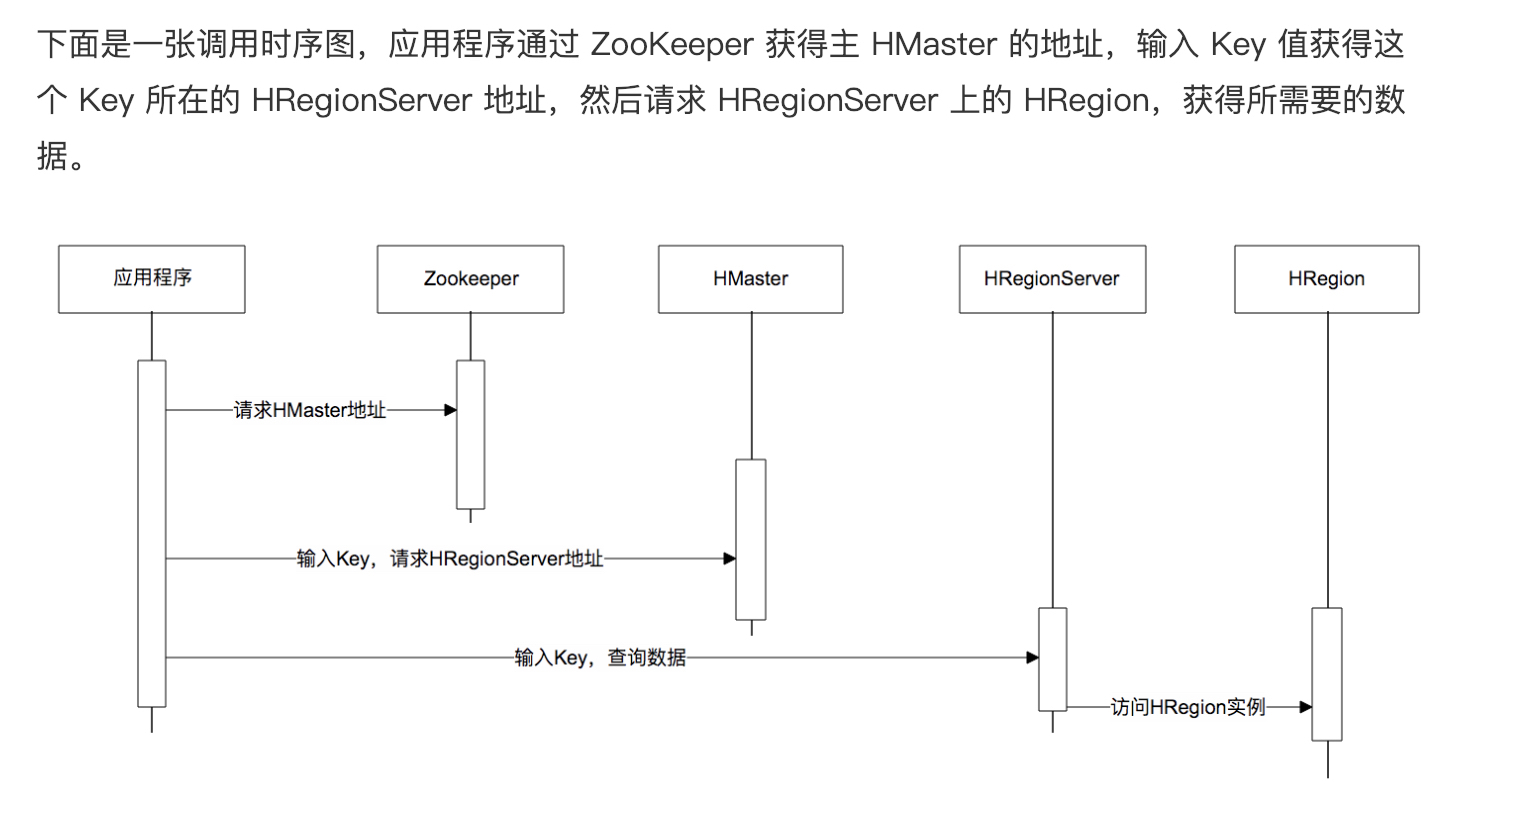 下面是一张调用时序图，应用程序通过 ZooKeeper 获得主 HMaster 的地址，输入 Key 值获得这
个 Key 所在的 HRegionServer 地址，然后请求 HRegionServer 上的 HRegion，获得所需要的数
据。
应用程序
Zookeeper
HMaster
HRegionServer
HRegion
请求HMaster地址
输入Key，请求HRegionServer地址
输入Key，查询数据
访问HRegion实例